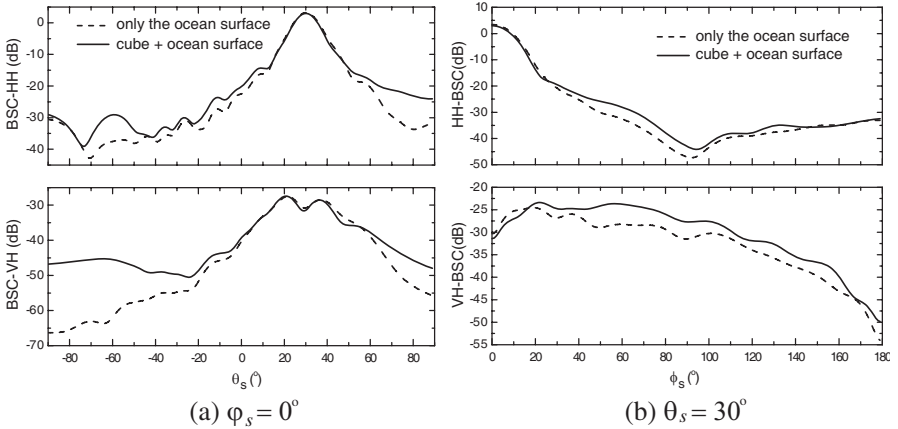 only the ocean surface
cube + ocean surface
BSC-HH (dB)
0
-10
-20
-30
-40
BSC-VH (dB)
-30
-40
-50
-60
-70
-80 -60 -40 -20 0 20 40 60 80
θs (°)
(a) φs = 0°
only the ocean surface
cube + ocean surface
HH-BSC(dB)
10
0
-10
-20
-30
-40
-50
VH-BSC(dB)
-20
-25
-30
-35
-40
-45
-50
-55
0 20 40 60 80 100 120 140 160 180
ϕs (°)
(b) θs = 30°